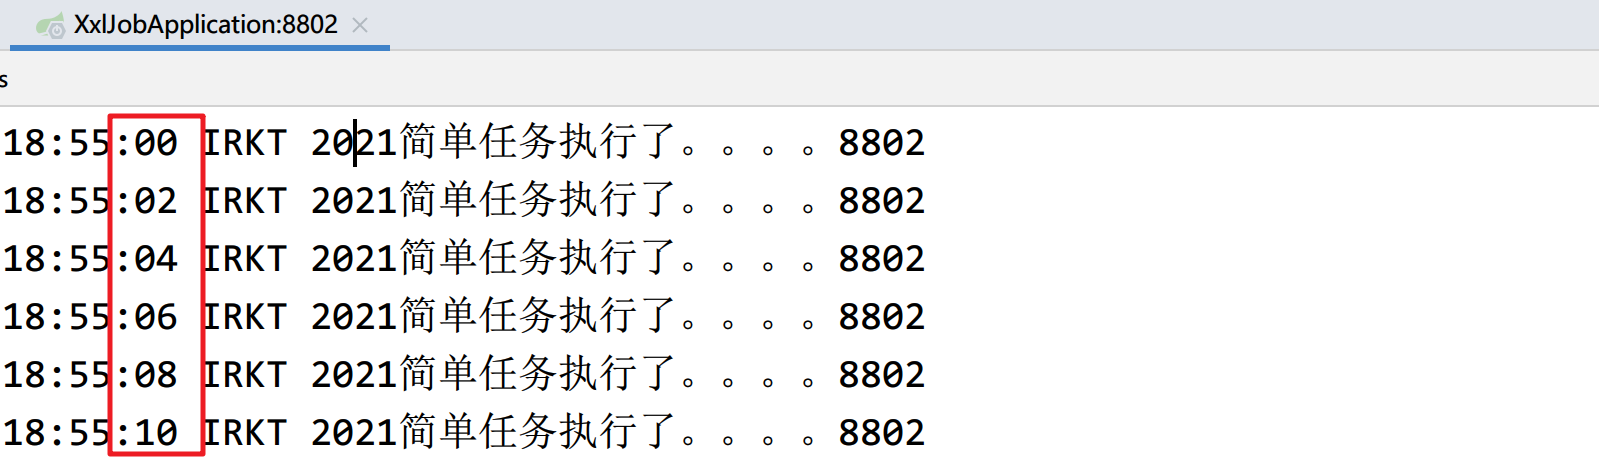 XxlJobApplication:8802
s
18:55:00 IRKT 2021简单任务执行了。。。。8802
18:55:02 IRKT 2021简单任务执行了。。。。8802
18:55:04 IRKT 2021简单任务执行了。。。。8802
18:55:06 IRKT 2021简单任务执行了。。。。8802
18:55:08 IRKT 2021简单任务执行了。。。。8802
18:55:10 IRKT 2021简单任务执行了。。。。8802